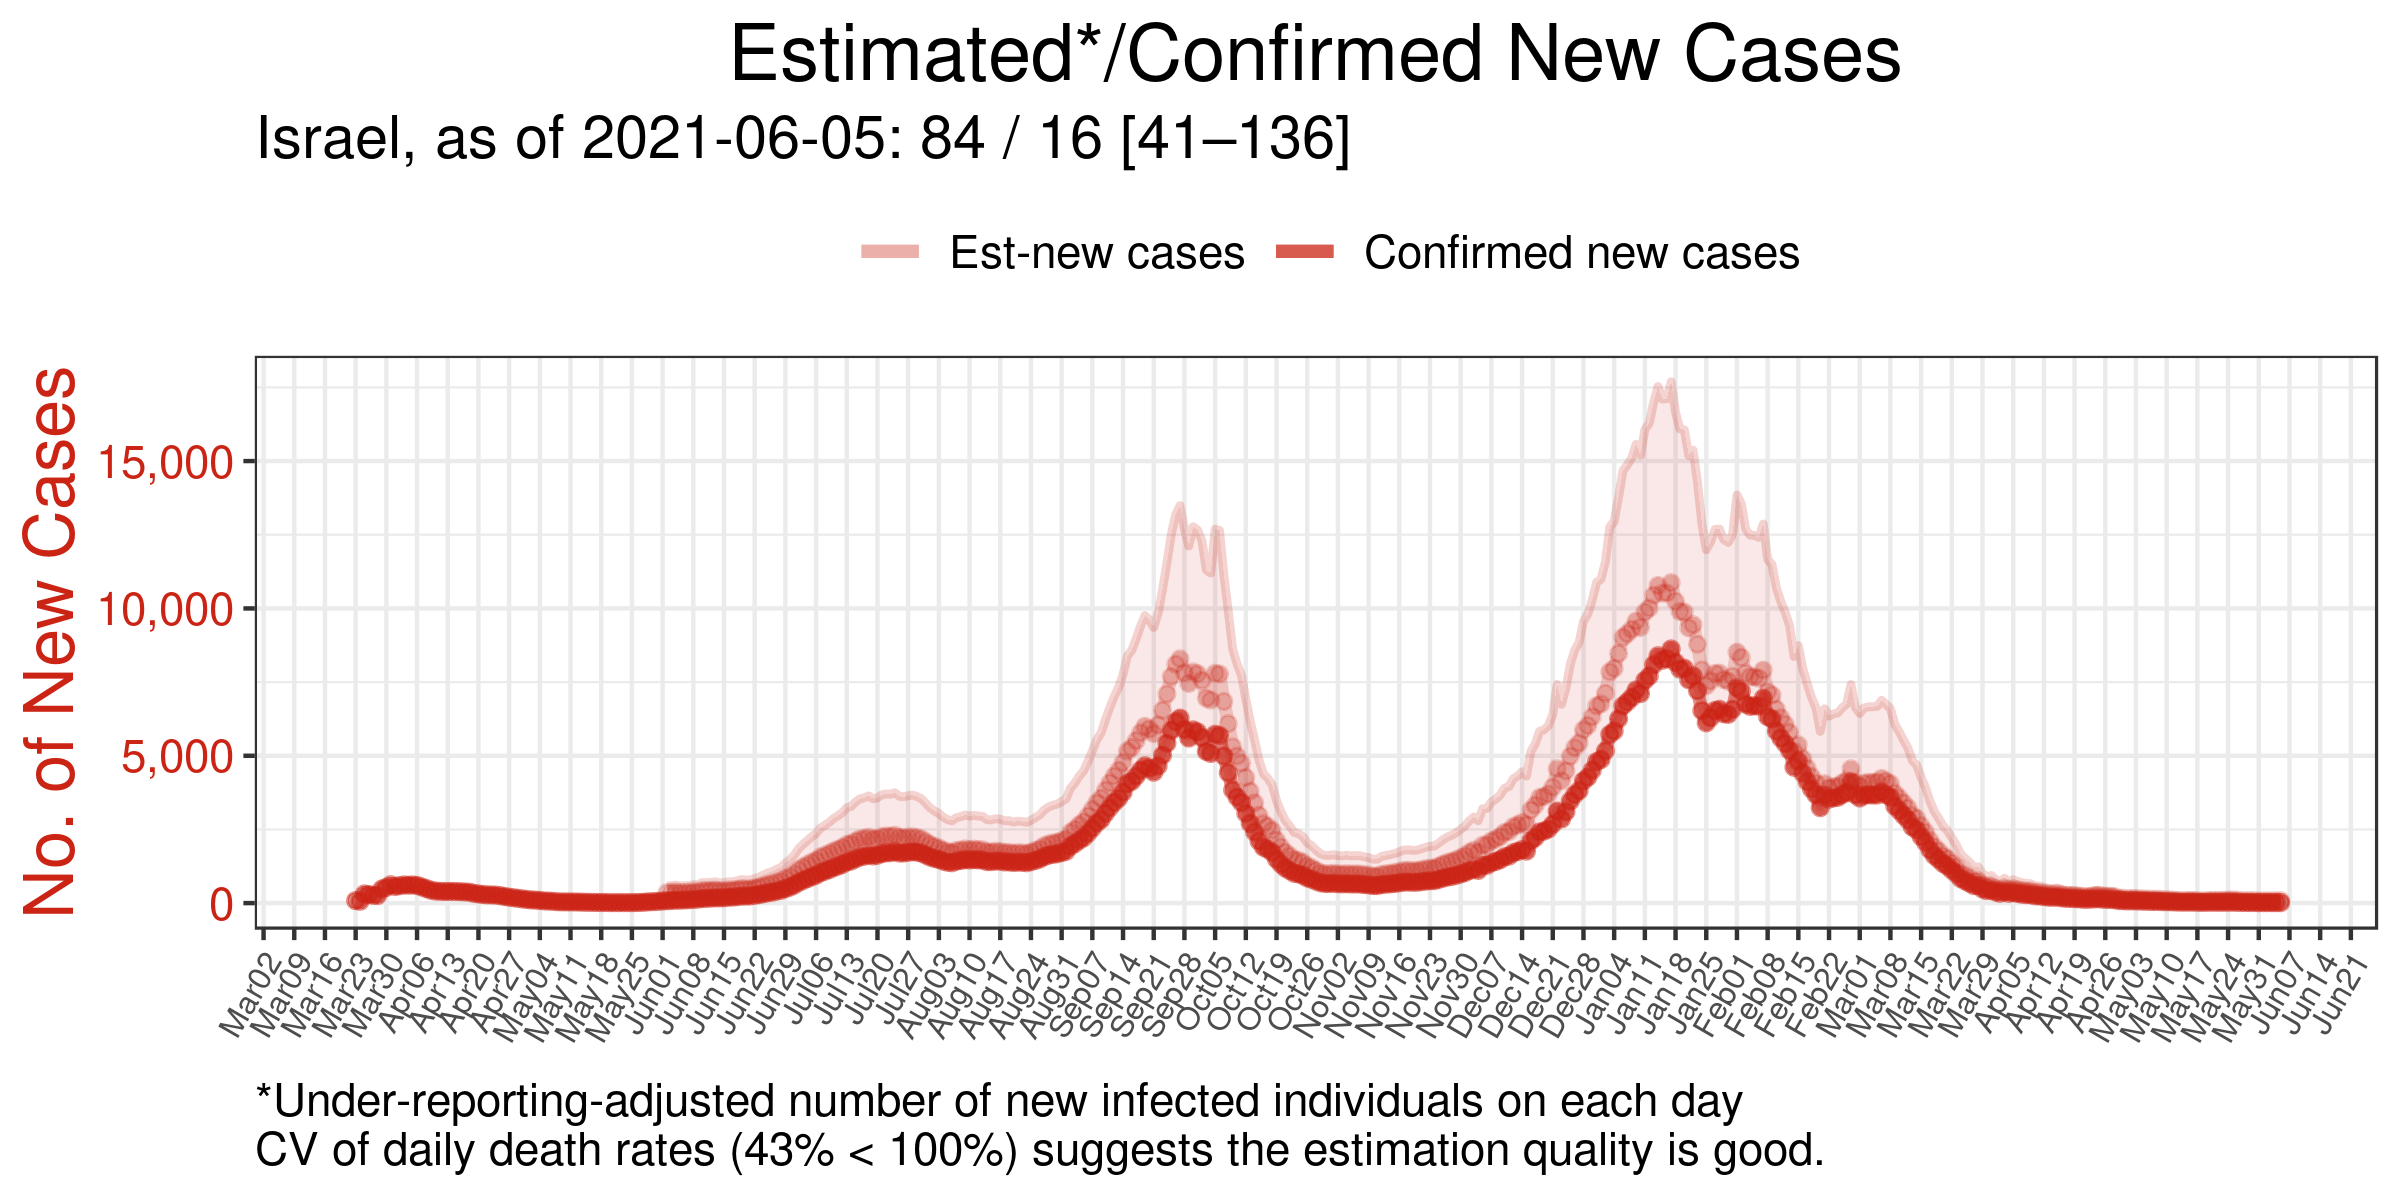 Estimated*/Confirmed New Cases
Israel, as of 2021-06-05: 84 / 16 [41–136]
Est-new cases
Confirmed new cases
No. of New Cases
15,000
10,000
5,000
0
Mar02
Mar09
Mar16
Mar23
Mar30
Apr06
Apr13
Apr20
Apr27
May04
May11
May18
May25
Jun01
Jun08
Jun15
Jun22
Jun29
Jul06
Jul13
Jul20
Jul27
Aug03
Aug10
Aug17
Aug24
Aug31
Sep07
Sep14
Sep21
Sep28
Oct05
Oct12
Oct19
Oct26
Nov02
Nov09
Nov16
Nov23
Nov30
Dec07
Dec14
Dec21
Dec28
Jan04
Jan11
Jan18
Jan25
Feb01
Feb08
Feb15
Feb22
Mar01
Mar08
Mar15
Mar22
Mar29
Apr05
Apr12
Apr19
Apr26
May03
May10
May17
May24
May31
Jun07
Jun14
Jun21
*Under-reporting-adjusted number of new infected individuals on each day
CV of daily death rates (43% < 100%) suggests the estimation quality is good.